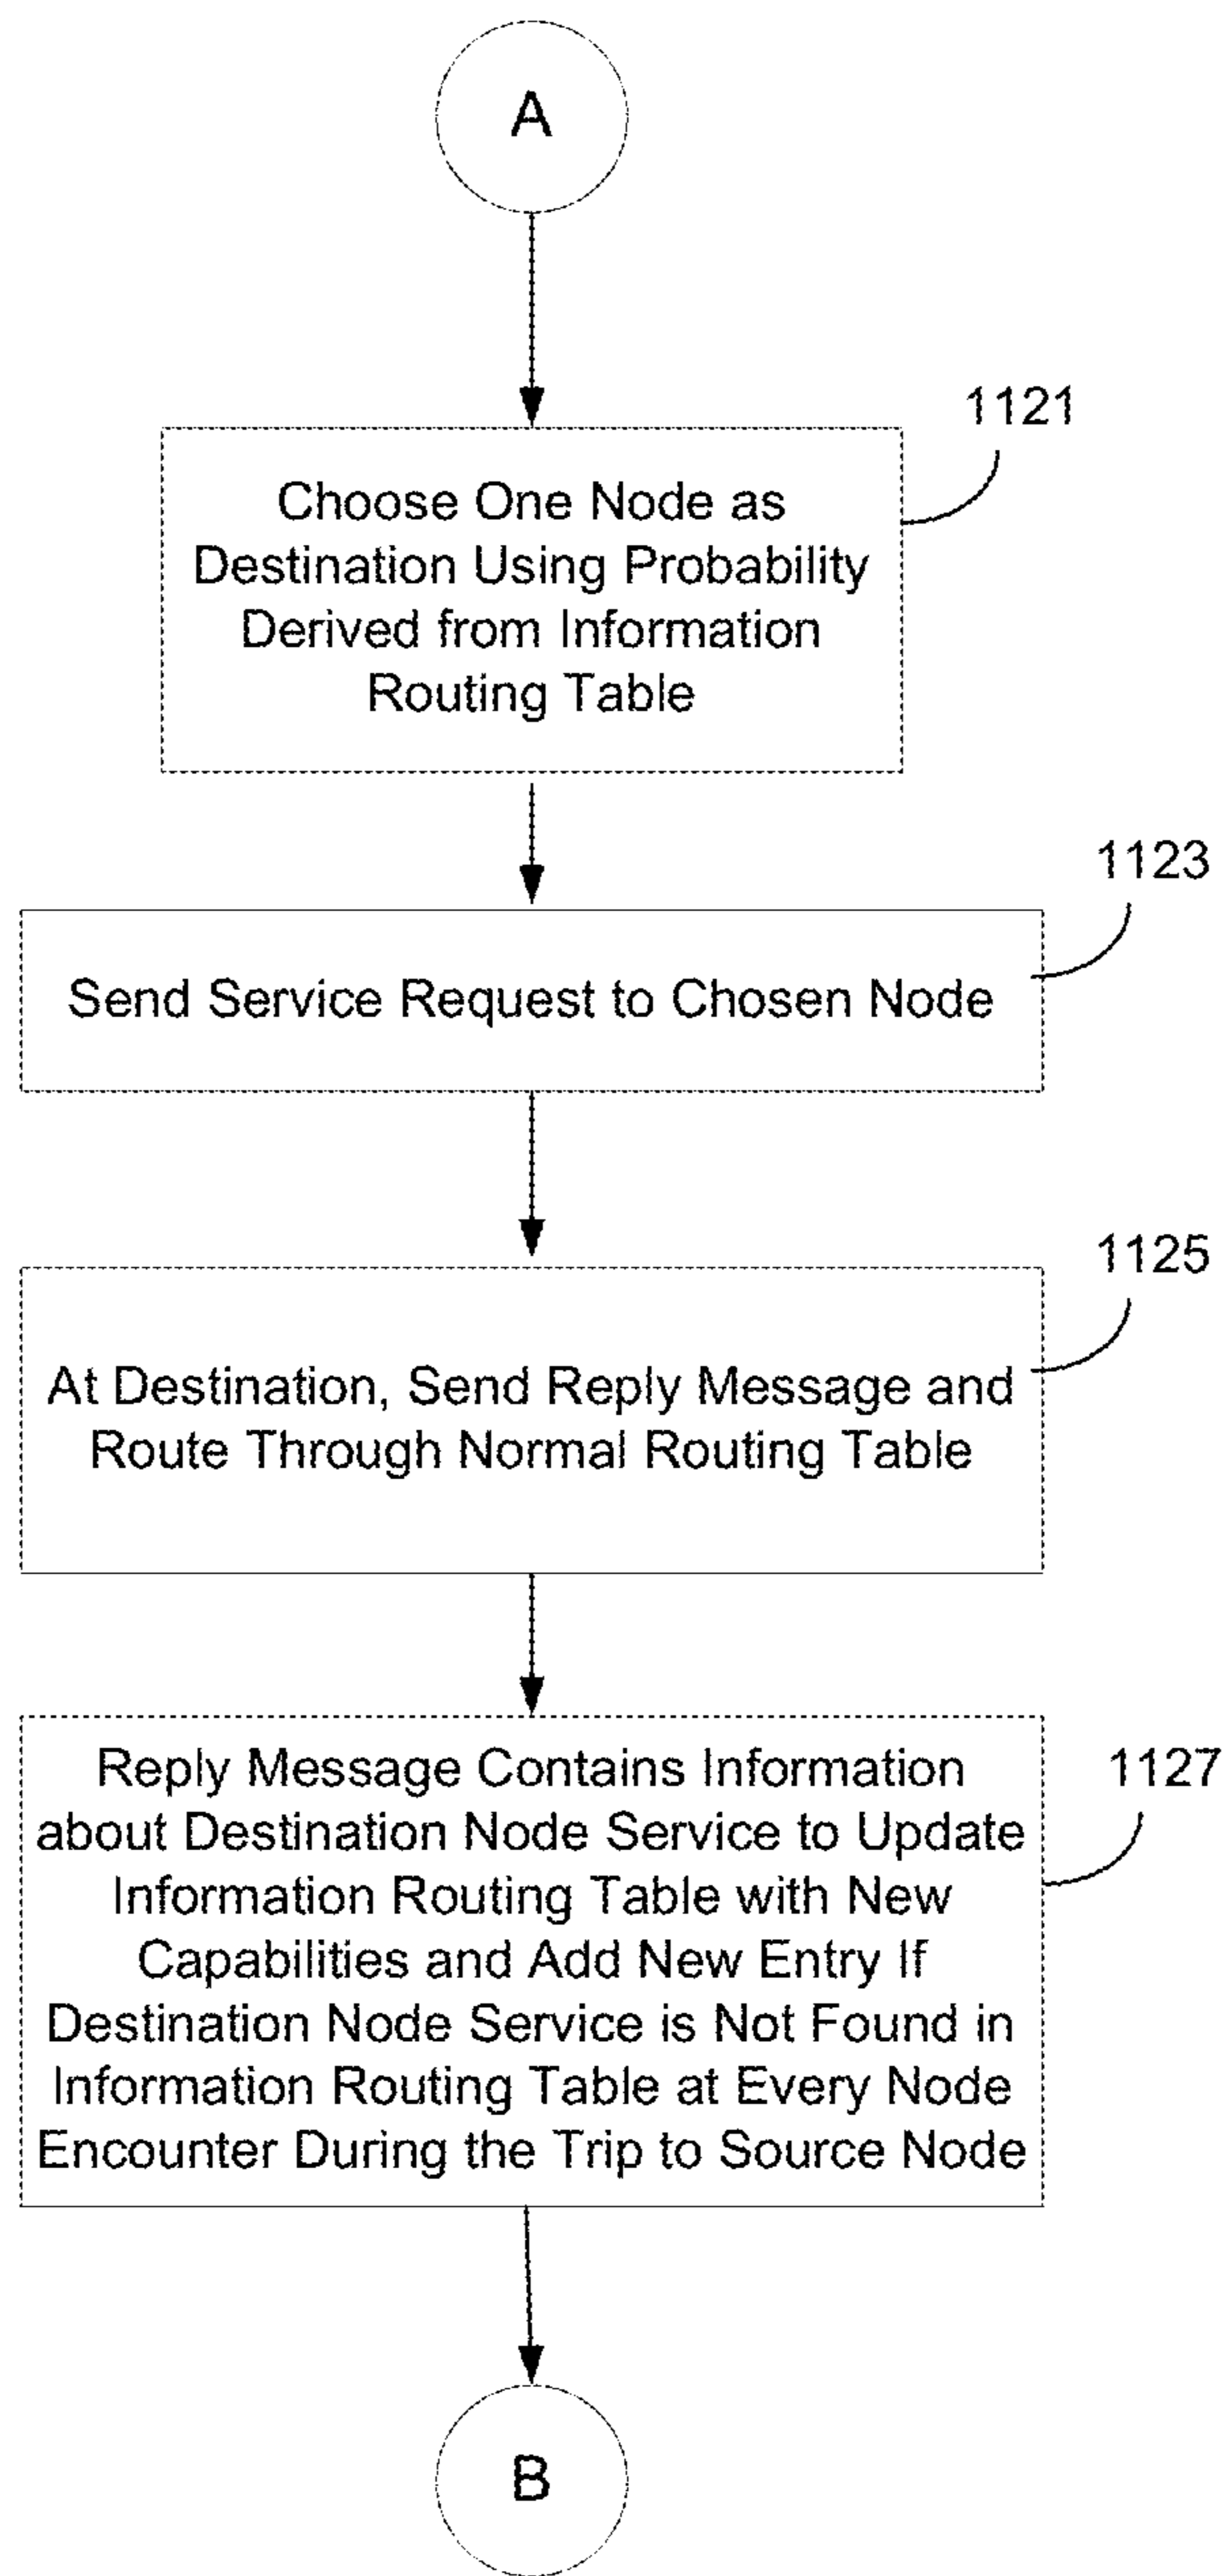 A
1121
Choose One Node as
Destination Using Probability
Derived from Information
Routing Table
1123
Send Service Request to Chosen Node
1125
At Destination, Send Reply Message and
Route Through Normal Routing Table
1127
Reply Message Contains Information
about Destination Node Service to Update
Information Routing Table with New
Capabilities and Add New Entry If
Destination Node Service is Not Found in
Information Routing Table at Every Node
Encounter During the Trip to Source Node
B